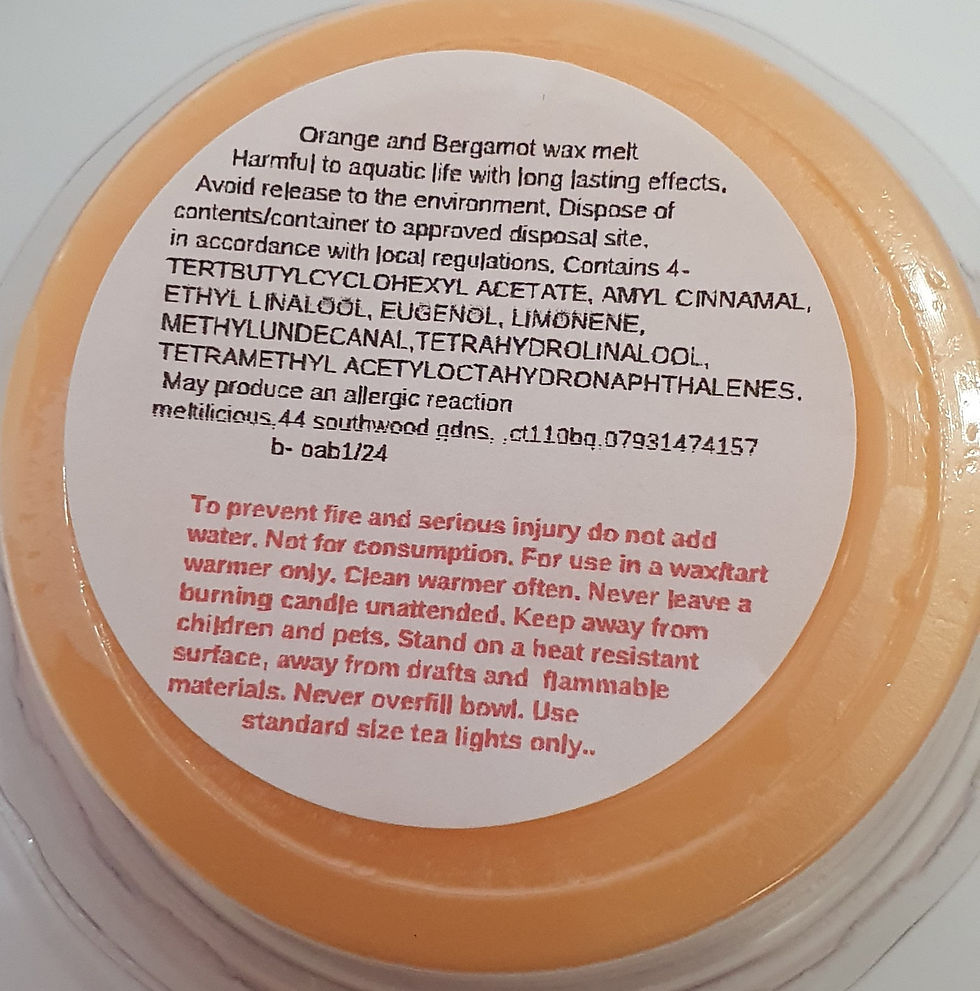 Orange and Bergamot wax melt
Harmful to aquatic life with long lasting effects.
Avoid release to the environment. Dispose of
contents/container to approved disposal site.
in accordance with local regulations. Contains 4-
TERTBUTYLCYCLOHEXYL ACETATE, AMYL CINNAMAL,
ETHYL LINALOOL, EUGENOL, LIMONENE,
METHYLUNDECANAL,TETRAHYDROLINALOOL,
TETRAMETHYL ACETYLOCTAHYDRONAPHTHALENES.
May produce an allergic reaction
meltilicious,44 southwood gdns, ,ct110bq,07931474157
b- oab1/24
To prevent fire and serious injury do not add
water. Not for consumption. For use in a wax/tart
warmer only. Clean warmer often. Never leave a
burning candle unattended. Keep away from
children and pets. Stand on a heat resistant
surface, away from drafts and flammable
materials. Never overfill bowl. Use
standard size tea lights only..